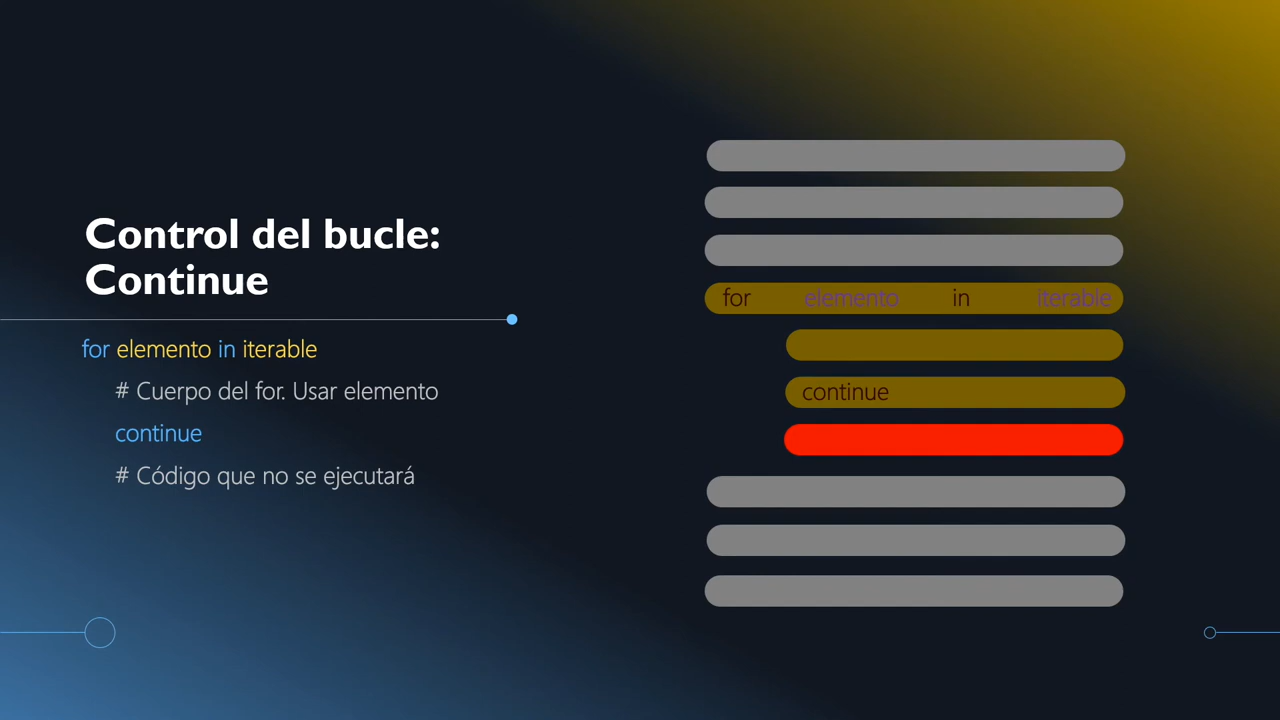 Control del bucle:
Continue
for elemento in iterable
# Cuerpo del for. Usar elemento
continue
# Código que no se ejecutará
for elemento in iterable
continue